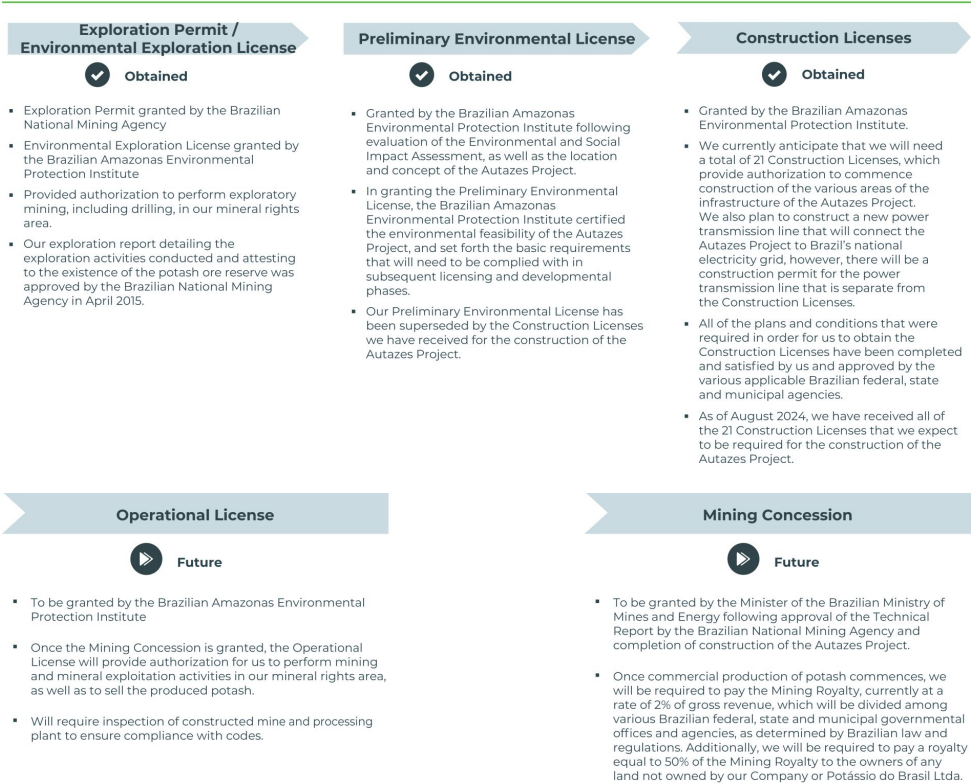 Exploration Permit /
Environmental Exploration License
Obtained
▪ Exploration Permit granted by the Brazilian
National Mining Agency
▪ Environmental Exploration License granted by
the Brazilian Amazonas Environmental
Protection Institute
▪ Provided authorization to perform exploratory
mining, including drilling, in our mineral rights
area.
▪ Our exploration report detailing the
exploration activities conducted and attesting
to the existence of the potash ore reserve was
approved by the Brazilian National Mining
Agency in April 2015.
Preliminary Environmental License
Obtained
▪ Granted by the Brazilian Amazonas
Environmental Protection Institute following
evaluation of the Environmental and Social
Impact Assessment, as well as the location
and concept of the Autazes Project.
▪ In granting the Preliminary Environmental
License, the Brazilian Amazonas
Environmental Protection Institute certified
the environmental feasibility of the Autazes
Project, and set forth the basic requirements
that will need to be complied with in
subsequent licensing and developmental
phases.
▪ Our Preliminary Environmental License has
been superseded by the Construction Licenses
we have received for the construction of the
Autazes Project.
Construction Licenses
Obtained
▪ Granted by the Brazilian Amazonas
Environmental Protection Institute.
▪ We currently anticipate that we will need
a total of 21 Construction Licenses, which
provide authorization to commence
construction of the various areas of the
infrastructure of the Autazes Project.
We also plan to construct a new power
transmission line that will connect the
Autazes Project to Brazil's national
electricity grid, however, there will be a
construction permit for the power
transmission line that is separate from
the Construction Licenses.
▪ All of the plans and conditions that were
required in order for us to obtain the
Construction Licenses have been completed
and satisfied by us and approved by the
various applicable Brazilian federal, state
and municipal agencies.
▪ As of August 2024, we have received all of
the 21 Construction Licenses that we expect
to be required for the construction of the
Autazes Project.
Operational License
Future
▪ To be granted by the Brazilian Amazonas Environmental
Protection Institute
▪ Once the Mining Concession is granted, the Operational
License will provide authorization for us to perform mining
and mineral exploitation activities in our mineral rights area,
as well as to sell the produced potash.
▪ Will require inspection of constructed mine and processing
plant to ensure compliance with codes.
Mining Concession
Future
▪ To be granted by the Minister of the Brazilian Ministry of
Mines and Energy following approval of the Technical
Report by the Brazilian National Mining Agency and
completion of construction of the Autazes Project.
▪ Once commercial production of potash commences, we
will be required to pay the Mining Royalty, currently at a
rate of 2% of gross revenue, which will be divided among
various Brazilian federal, state and municipal governmental
offices and agencies, as determined by Brazilian law and
regulations. Additionally, we will be required to pay a royalty
equal to 50% of the Mining Royalty to the owners of any
land not owned by our Company or Potássio do Brasil Ltda.